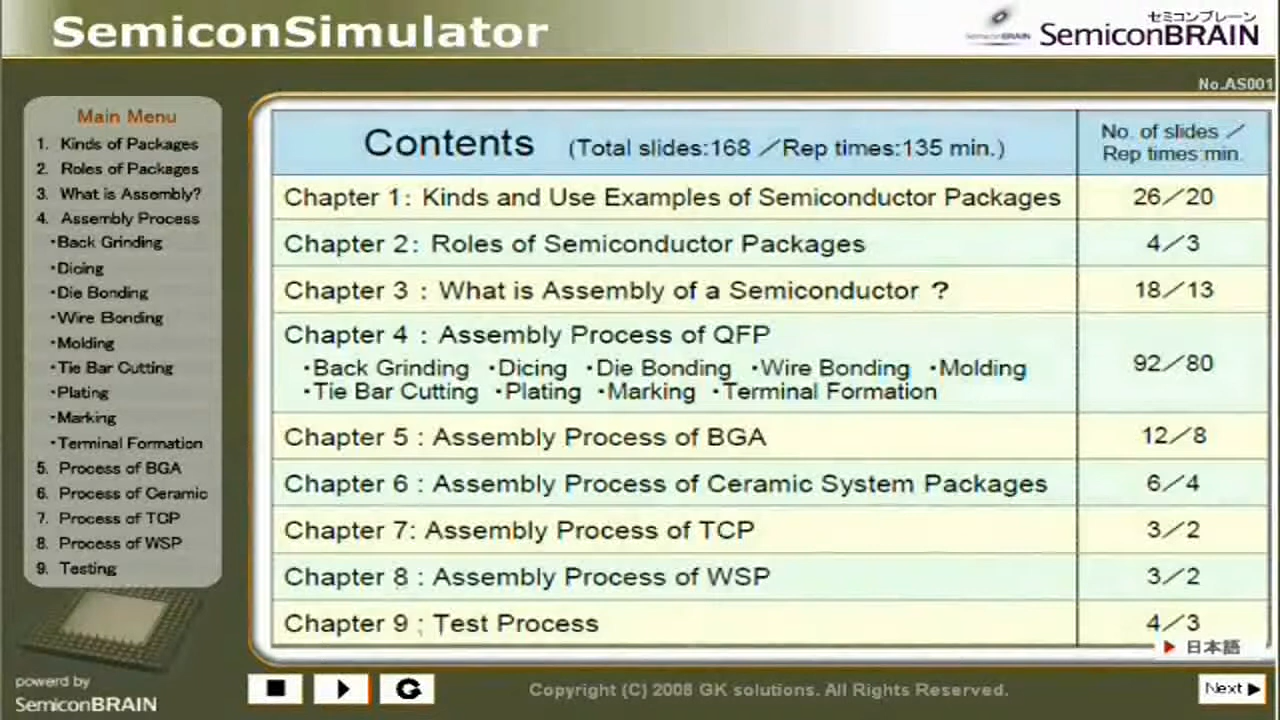 SemiconSimulator
セミコンブレーン
SemiconBRAIN
SemiconBRAIN
No.AS001
Main Menu
1. Kinds of Packages
2. Roles of Packages
3. What is Assembly?
4. Assembly Process
・Back Grinding
・Dicing
・Die Bonding
・Wire Bonding
・Molding
・Tie Bar Cutting
・Plating
・Marking
・Terminal Formation
5. Process of BGA
6. Process of Ceramic
7. Process of TCP
8. Process of WSP
9. Testing
powerd by
SemiconBRAIN
Contents (Total slides:168 ／Rep times:135 min.)
No. of slides ／
Rep times:min.
Chapter 1: Kinds and Use Examples of Semiconductor Packages 26／20
Chapter 2: Roles of Semiconductor Packages 4／3
Chapter 3 : What is Assembly of a Semiconductor ? 18／13
Chapter 4 : Assembly Process of QFP 92／80
・Back Grinding ・Dicing ・Die Bonding ・Wire Bonding ・Molding
・Tie Bar Cutting ・Plating ・Marking ・Terminal Formation
Chapter 5 : Assembly Process of BGA 12／8
Chapter 6 : Assembly Process of Ceramic System Packages 6／4
Chapter 7: Assembly Process of TCP 3／2
Chapter 8 : Assembly Process of WSP 3／2
Chapter 9 : Test Process 4／3
日本語
Copyright (C) 2008 GK solutions. All Rights Reserved.
Next